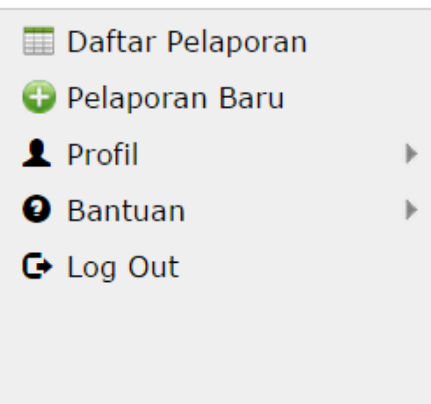 Daftar Pelaporan
Pelaporan Baru
Profil
Bantuan
Log Out